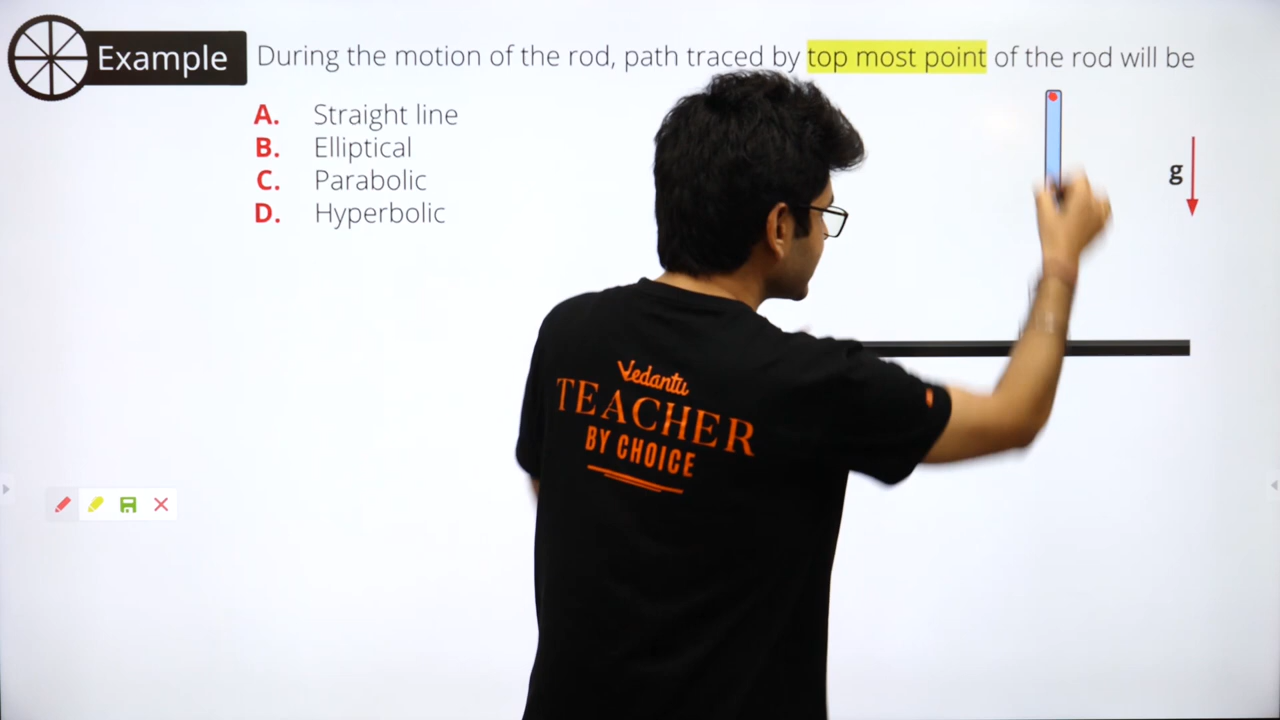 Example
During the motion of the rod, path traced by top most point of the rod will be
A. Straight line
B. Elliptical
C. Parabolic
D. Hyperbolic
g
Vedantu
TEACHER
BY CHOICE